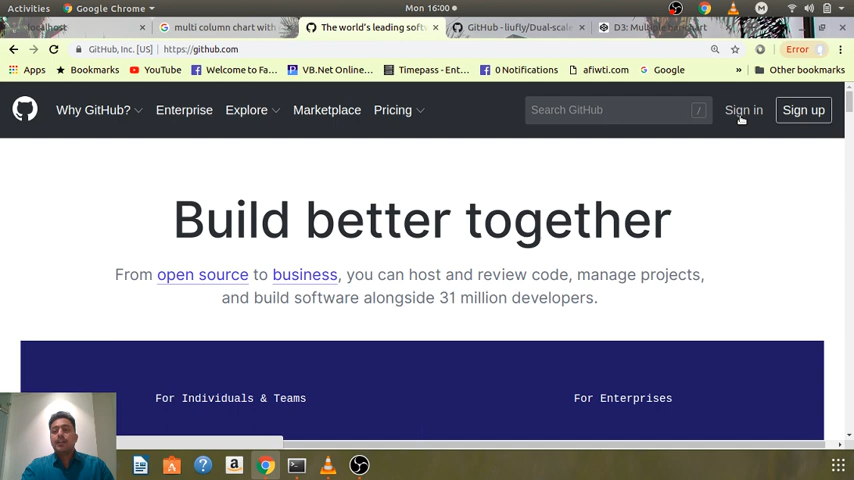 Activities
Google Chrome
Mon 16:00
localhost
multi column chart with
The world's leading softw
GitHub - liufly/Dual-scale
D3: Multiple
GitHub, Inc. [US]
https://github.com
Error
Apps
Bookmarks
YouTube
Welcome to Fa...
VB.Net Online...
Timepass - Ent...
0 Notifications
afiwti.com
Google
»
Other bookmarks
Why GitHub?
Enterprise
Explore
Marketplace
Pricing
Search GitHub
/
Sign in
Sign up
Build better together
From open source to business, you can host and review code, manage projects,
and build software alongside 31 million developers.
For Individuals & Teams
For Enterprises